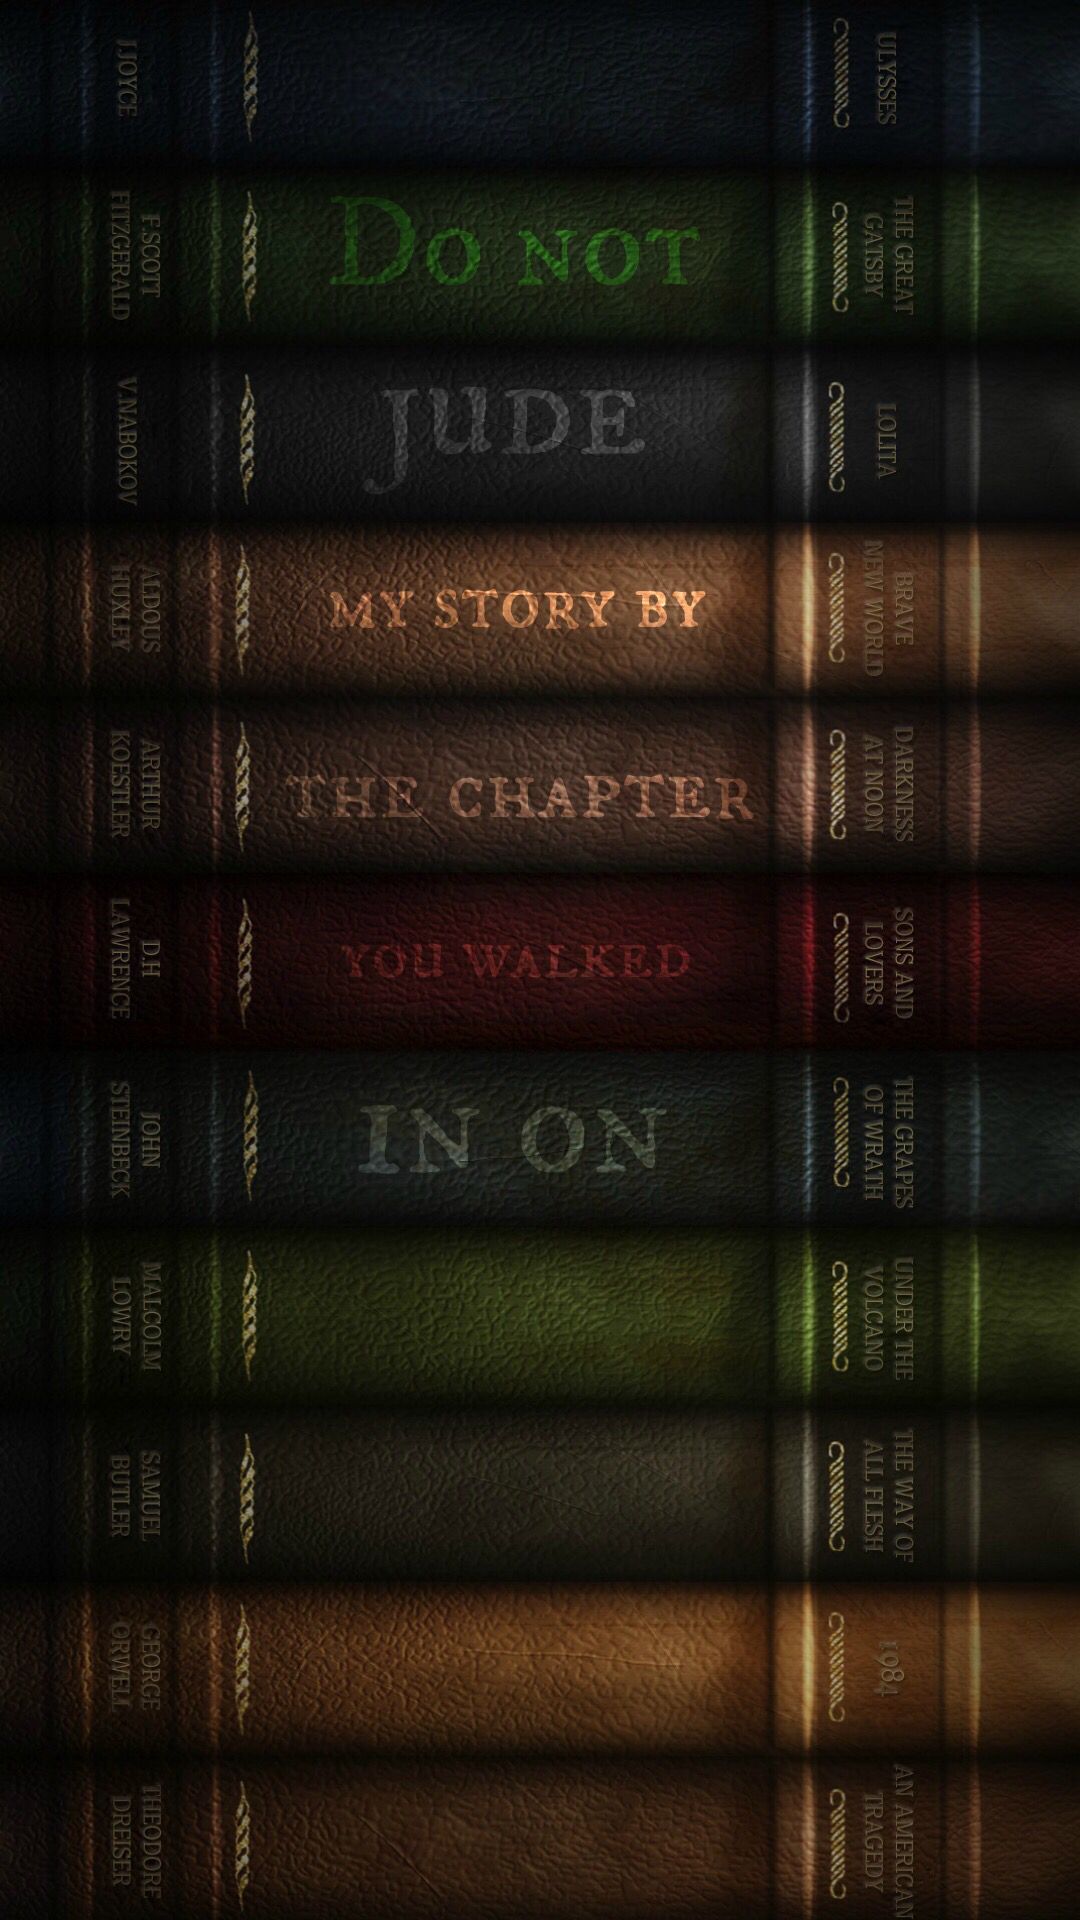 J.JOYCE
ULYSSES
F.SCOTT
FITZGERALD
Do NOT
THE GREAT
GATSBY
V.NABOKOV
JUDE
LOLITA
ALDOUS
HUXLEY
MY STORY BY
BRAVE
NEW WORLD
ARTHUR
KOESTLER
THE CHAPTER
DARKNESS
AT NOON
D.H
LAWRENCE
YOU WALKED
SONS AND
LOVERS
JOHN
STEINBECK
IN ON
THE GRAPES
OF WRATH
MALCOLM
LOWRY
UNDER THE
VOLCANO
SAMUEL
BUTLER
THE WAY OF
ALL FLESH
GEORGE
ORWELL
1984
THEODORE
DREISER
AN AMERICAN
TRAGEDY